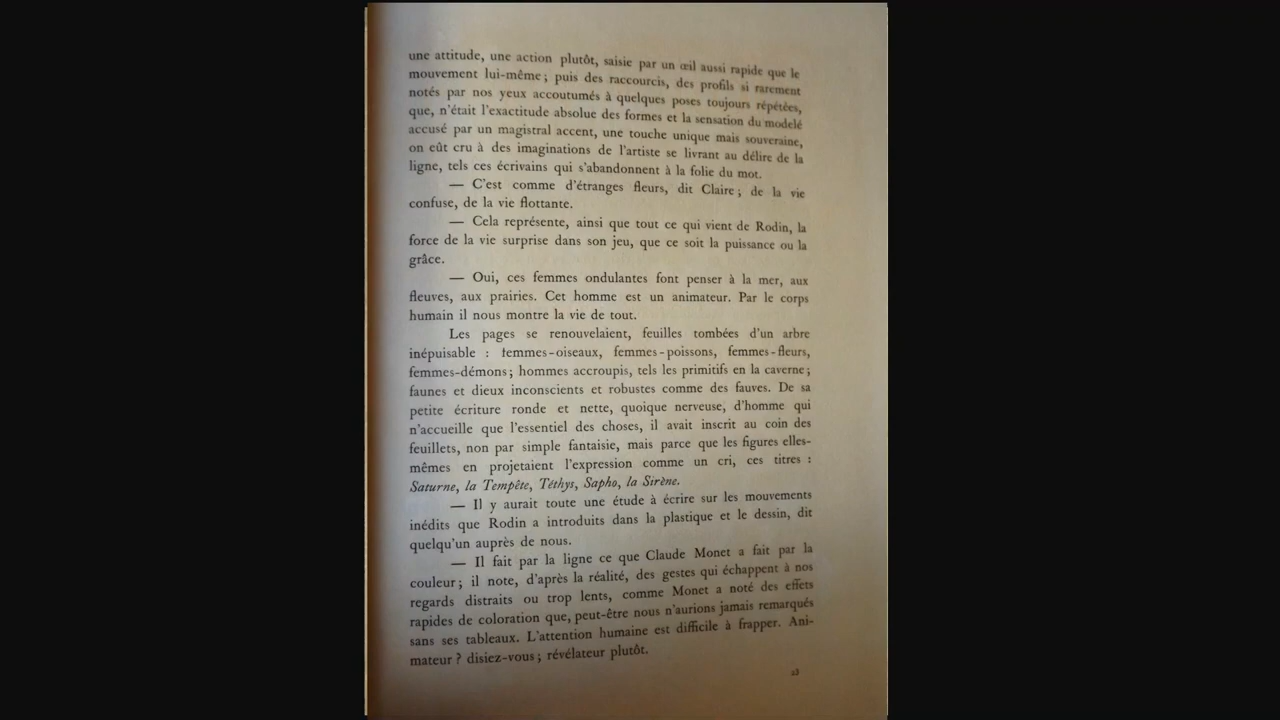 une attitude, une action plutôt, saisie par un œil aussi rapide que le
mouvement lui-même ; puis des raccourcis, des profils si rarement
notés par nos yeux accoutumés à quelques poses toujours répétées,
que, n'était l'exactitude absolue des formes et la sensation du modelé
accusé par un magistral accent, une touche unique mais souveraine,
on eût cru à des imaginations de l'artiste se livrant au délire de la
ligne, tels ces écrivains qui s'abandonnent à la folie du mot.
— C'est comme d'étranges fleurs, dit Claire ; de la vie
confuse, de la vie flottante.
— Cela représente, ainsi que tout ce qui vient de Rodin, la
force de la vie surprise dans son jeu, que ce soit la puissance ou la
grâce.
— Oui, ces femmes ondulantes font penser à la mer, aux
fleuves, aux prairies. Cet homme est un animateur. Par le corps
humain il nous montre la vie de tout.
Les pages se renouvelaient, feuilles tombées d'un arbre
inépuisable : femmes-oiseaux, femmes-poissons, femmes-fleurs,
femmes-démons ; hommes accroupis, tels les primitifs en la caverne ;
faunes et dieux inconscients et robustes comme des fauves. De sa
petite écriture ronde et nette, quoique nerveuse, d'homme qui
n'accueille que l'essentiel des choses, il avait inscrit au coin des
feuillets, non par simple fantaisie, mais parce que les figures elles-
mêmes en projetaient l'expression comme un cri, ces titres :
Saturne, la Tempête, Téthys, Sapho, la Sirène.
— Il y aurait toute une étude à écrire sur les mouvements
inédits que Rodin a introduits dans la plastique et le dessin, dit
quelqu'un auprès de nous.
— Il fait par la ligne ce que Claude Monet a fait par la
couleur ; il note, d'après la réalité, des gestes qui échappent à nos
regards distraits ou trop lents, comme Monet a noté des effets
rapides de coloration que, peut-être nous n'aurions jamais remarqués
sans ses tableaux. L'attention humaine est difficile à frapper. Ani-
mateur ? disiez-vous ; révélateur plutôt.
23